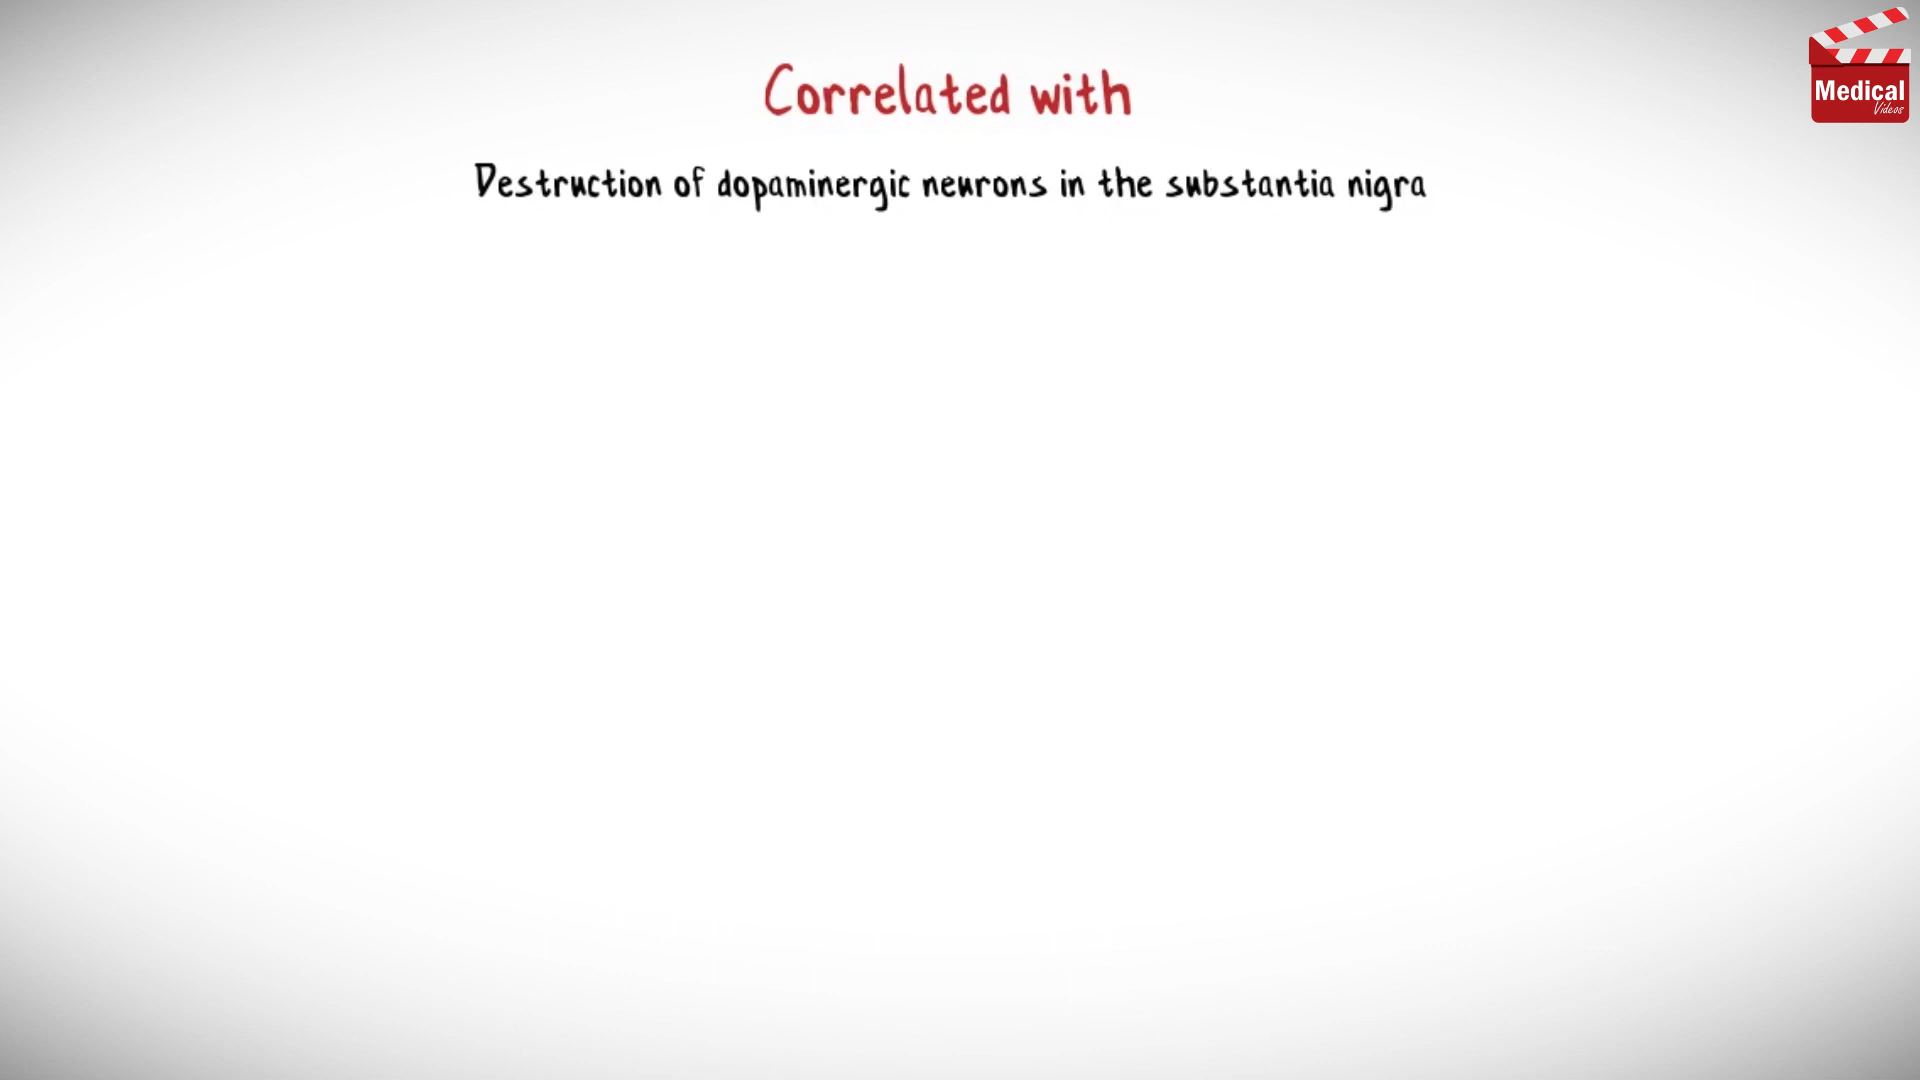 Correlated with
Destruction of dopaminergic neurons in the substantia nigra
Medical
Videos